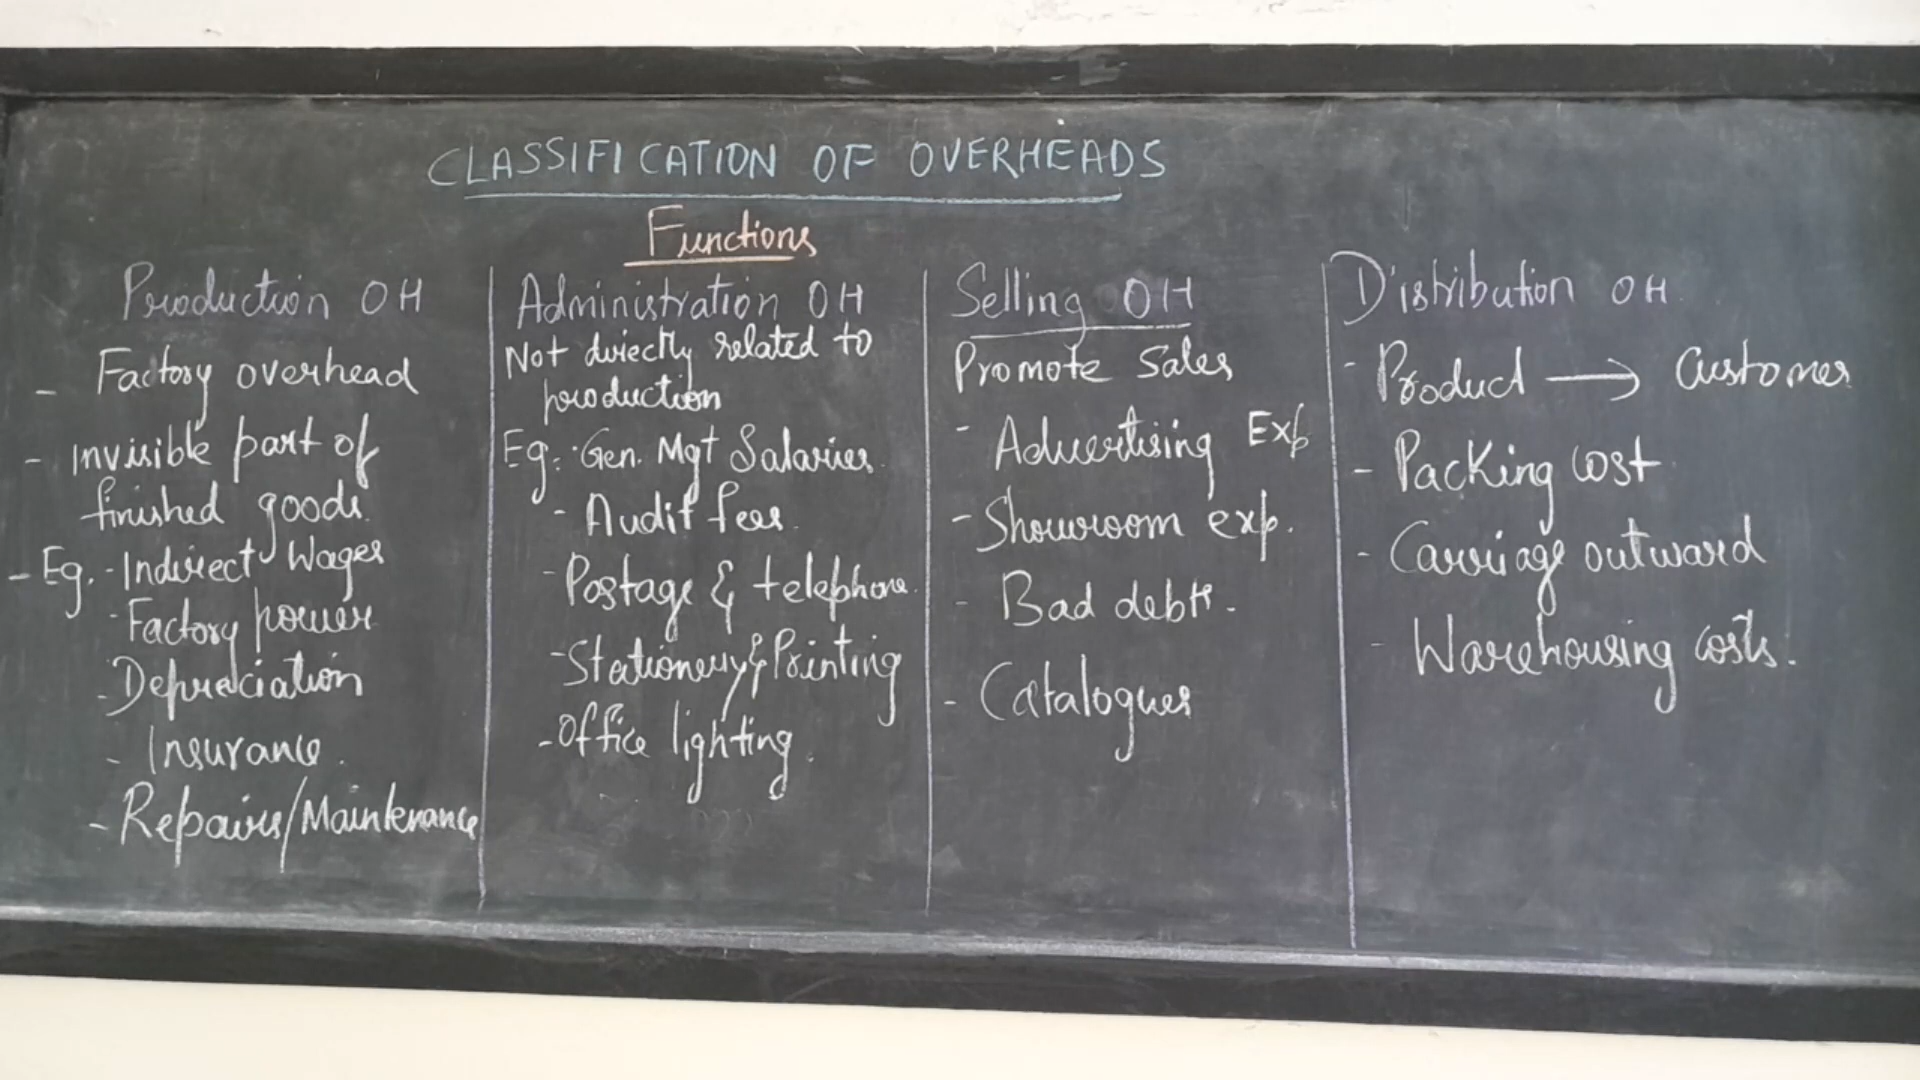 CLASSIFICATION OF OVERHEADS
Functions
Production OH
- Factory overhead
- Invisible part of
finished goods.
- Eg. - Indirect Wages
- Factory power
- Depreciation
- Insurance.
- Repairs/Maintenance
Administration OH
Not directly related to
production
Eg: Gen. Mgt Salaries.
- Audit fees.
- Postage & telephone.
- Stationery & Printing
- Office lighting.
Selling OH
Promote Sales
- Advertising Exp
- Showroom exp.
- Bad debts.
- Catalogues
Distribution OH
- Product → Customer
- Packing cost
- Carriage outward
- Warehousing costs.